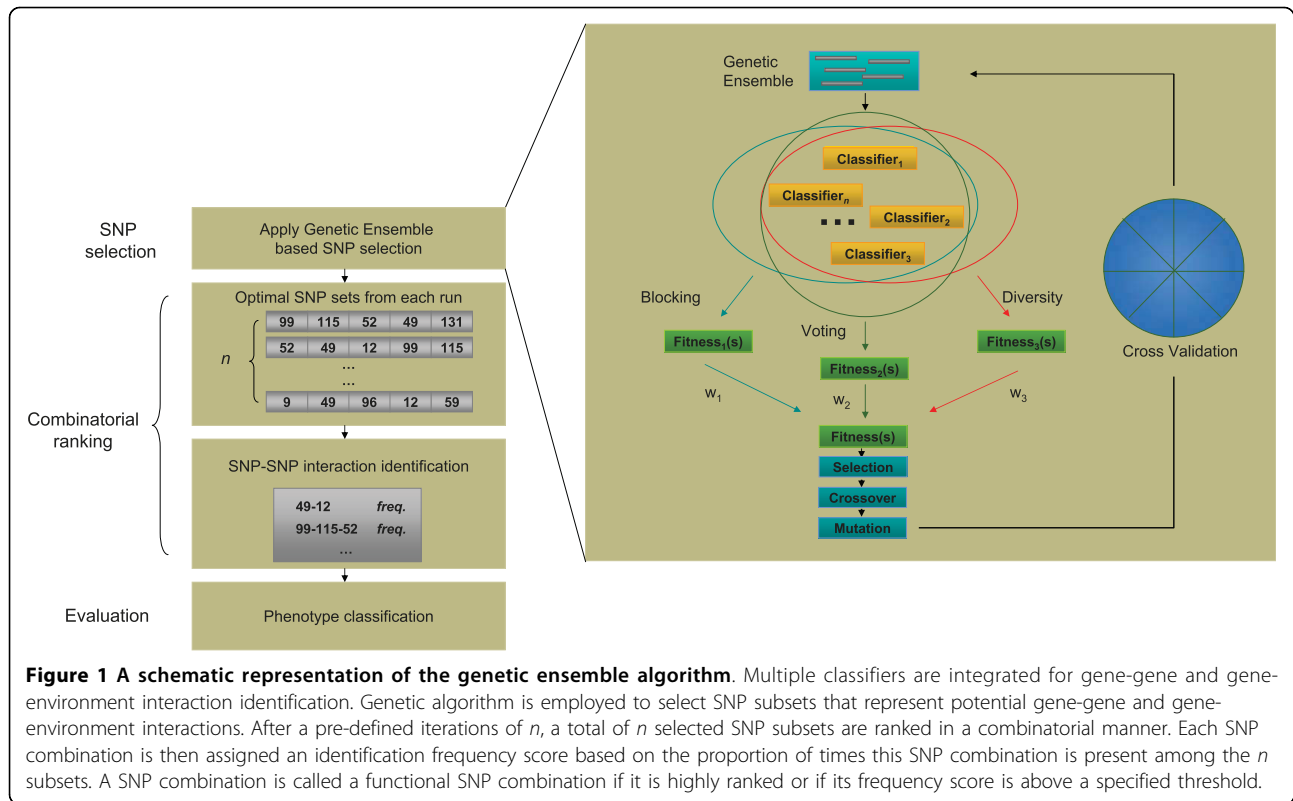 Genetic
Ensemble
Classifier1
Classifiern
...
Classifier2
Classifier3
Blocking
Voting
Diversity
Fitness1(s)
Fitness2(s)
Fitness3(s)
w1
w2
w3
Fitness(s)
Selection
Crossover
Mutation
Cross Validation
SNP
selection
Apply Genetic Ensemble
based SNP selection
Combinatorial
ranking
Optimal SNP sets from each run
n
99 115 52 49 131
52 49 12 99 115
...
...
9 49 96 12 59
SNP-SNP interaction identification
49-12 freq.
99-115-52 freq.
...
Evaluation
Phenotype classification
Figure 1 A schematic representation of the genetic ensemble algorithm. Multiple classifiers are integrated for gene-gene and gene-
environment interaction identification. Genetic algorithm is employed to select SNP subsets that represent potential gene-gene and gene-
environment interactions. After a pre-defined iterations of n, a total of n selected SNP subsets are ranked in a combinatorial manner. Each SNP
combination is then assigned an identification frequency score based on the proportion of times this SNP combination is present among the n
subsets. A SNP combination is called a functional SNP combination if it is highly ranked or if its frequency score is above a specified threshold.